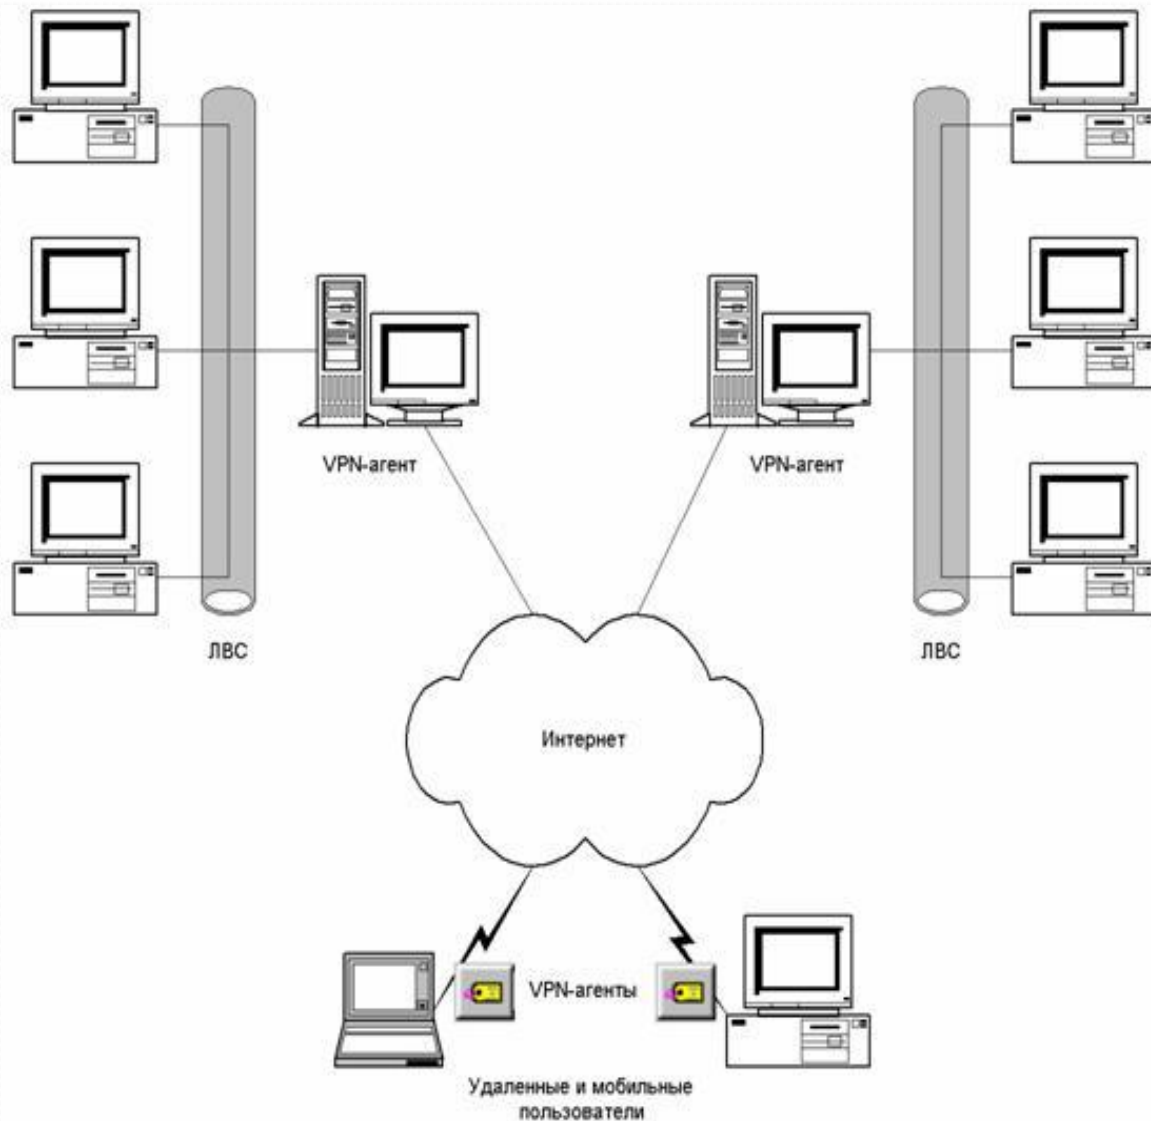 VPN-агент
VPN-агент
ЛВС
ЛВС
Интернет
VPN-агенты
Удаленные и мобильные
пользователи